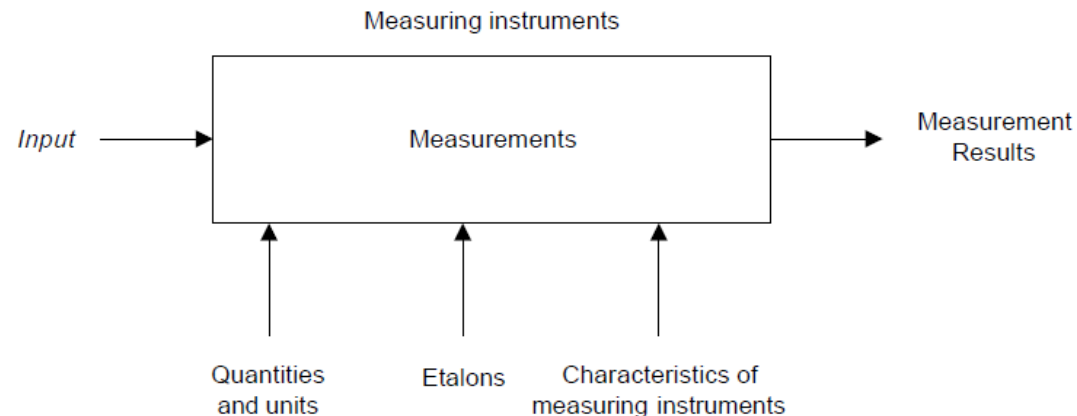 Measuring instruments
Input
Measurements
Measurement
Results
Quantities
and units
Etalons
Characteristics of
measuring instruments